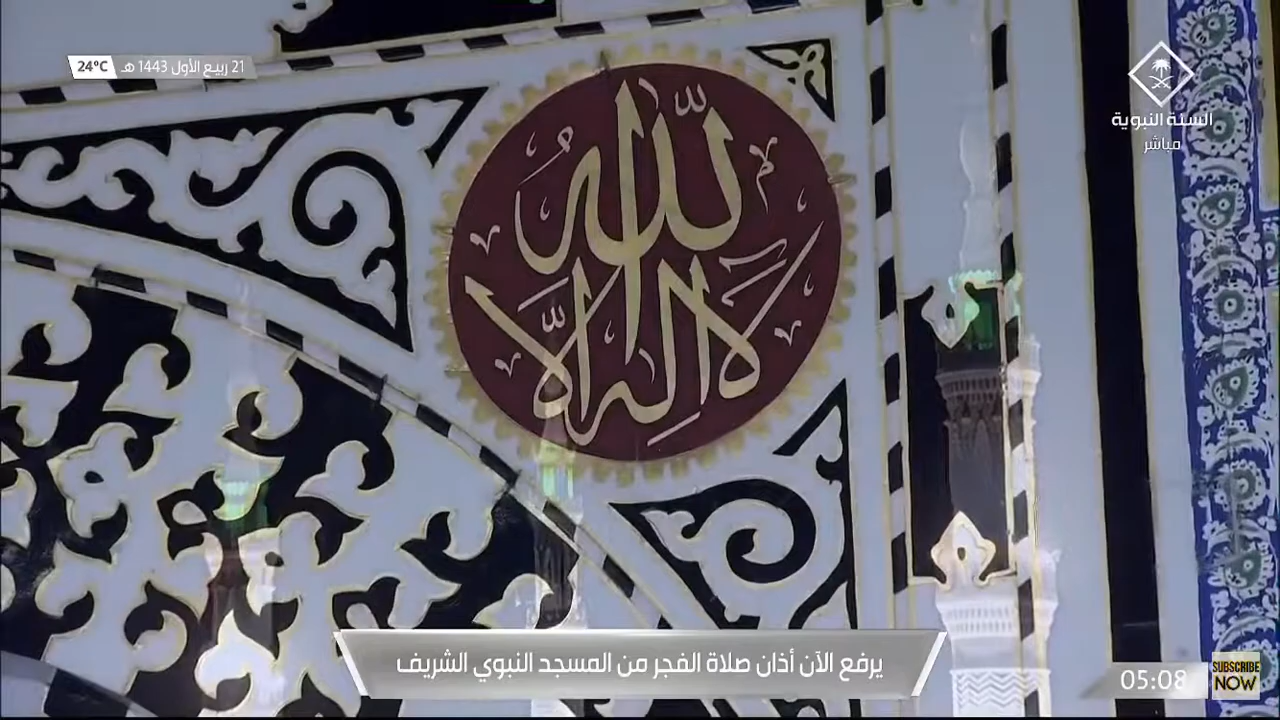 21 ربيع الأول 1443 هـ 24°C
السنة النبوية
مباشر
لا إله إلا الله
يرفع الآن أذان صلاة الفجر من المسجد النبوي الشريف
05:08
SUBSCRIBE
NOW